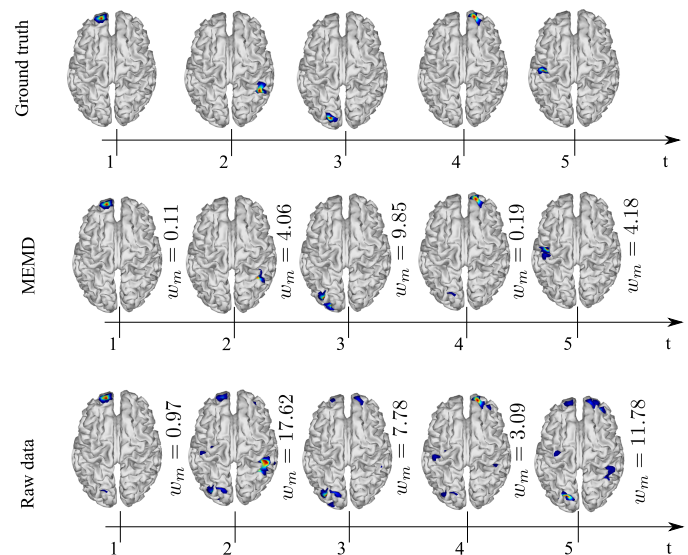 Ground truth
1 2 3 4 5 t
MEMD
w_m = 0.11
w_m = 4.06
w_m = 9.85
w_m = 0.19
w_m = 4.18
1 2 3 4 5 t
Raw data
w_m = 0.97
w_m = 17.62
w_m = 7.78
w_m = 3.09
w_m = 11.78
1 2 3 4 5 t